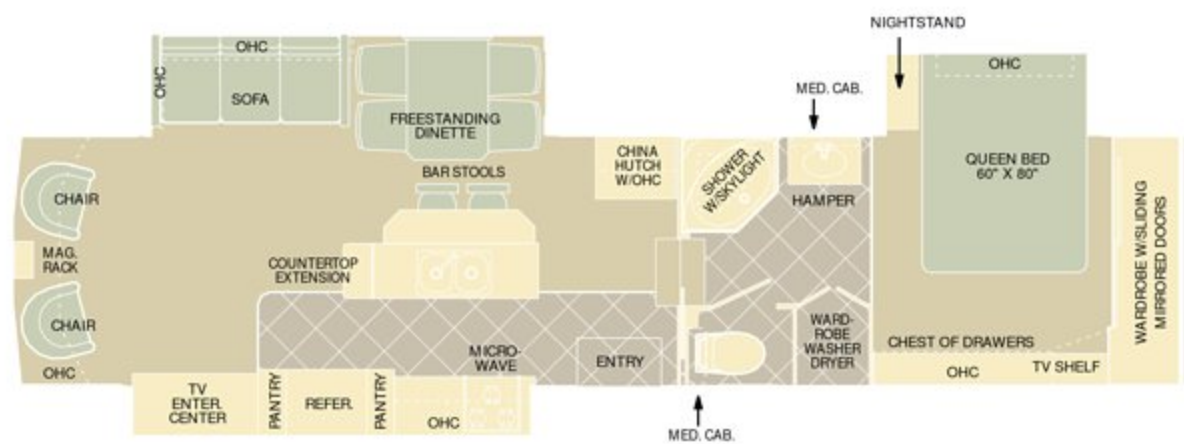 NIGHTSTAND
OHC
OHC
OHC
SOFA
MED. CAB.
FREESTANDING
DINETTE
CHINA
HUTCH
W/OHC
SHOWER
W/SKYLIGHT
QUEEN BED
60" X 80"
BAR STOOLS
CHAIR
HAMPER
WARDROBE W/SLIDING
MIRRORED DOORS
MAG.
RACK
COUNTERTOP
EXTENSION
CHAIR
WARD-
ROBE
WASHER
DRYER
CHEST OF DRAWERS
MICRO-
WAVE
ENTRY
OHC
TV SHELF
OHC
TV
ENTER.
CENTER
PANTRY
REFER.
PANTRY
OHC
MED. CAB.